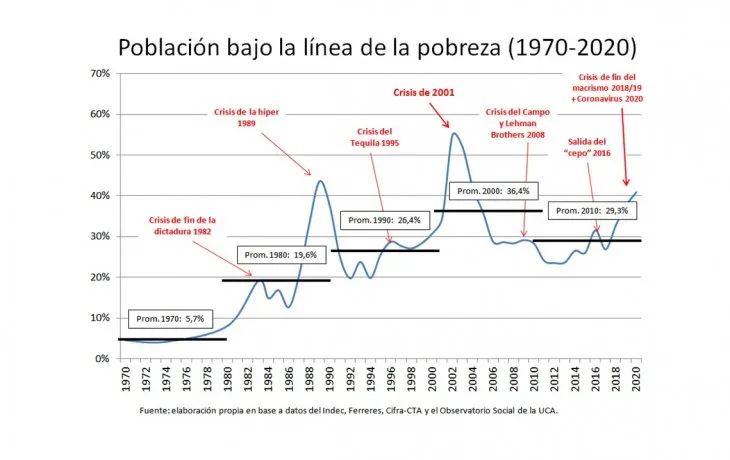 Población bajo la línea de la pobreza (1970-2020)
70%
60%
50%
40%
30%
20%
10%
0%
Crisis de fin de la
dictadura 1982
Crisis de la híper
1989
Crisis del
Tequila 1995
Crisis de 2001
Crisis del Campo
y Lehman
Brothers 2008
Salida del
“cepo” 2016
Crisis de fin del
macrismo 2018/19
+ Coronavirus 2020
Prom. 1970: 5,7%
Prom. 1980: 19,6%
Prom. 1990: 26,4%
Prom. 2000: 36,4%
Prom. 2010: 29,3%
1970
1972
1974
1976
1978
1980
1982
1984
1986
1988
1990
1992
1994
1996
1998
2000
2002
2004
2006
2008
2010
2012
2014
2016
2018
2020
Fuente: elaboración propia en base a datos del Indec, Ferreres, Cifra-CTA y el Observatorio Social de la UCA.